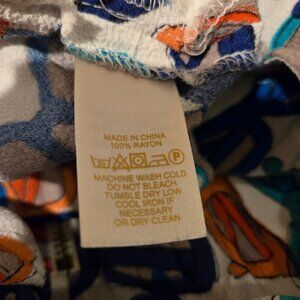 MADE IN CHINA
100% RAYON
P
MACHINE WASH COLD
DO NOT BLEACH
TUMBLE DRY LOW
COOL IRON IF
NECESSARY
OR DRY CLEAN